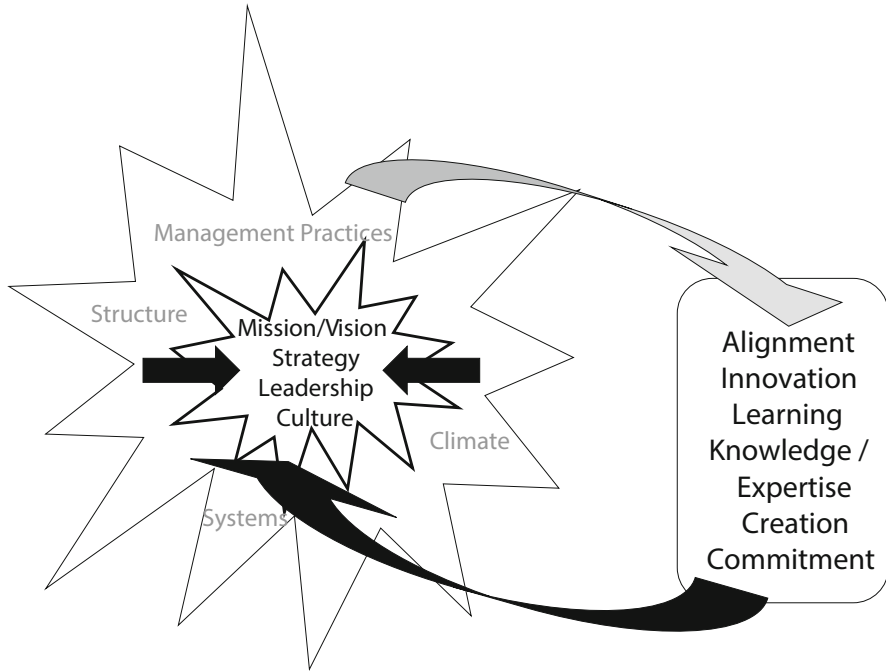 Management Practices
Structure
Mission/Vision
Strategy
Leadership
Culture
Climate
Systems
Alignment
Innovation
Learning
Knowledge /
Expertise
Creation
Commitment